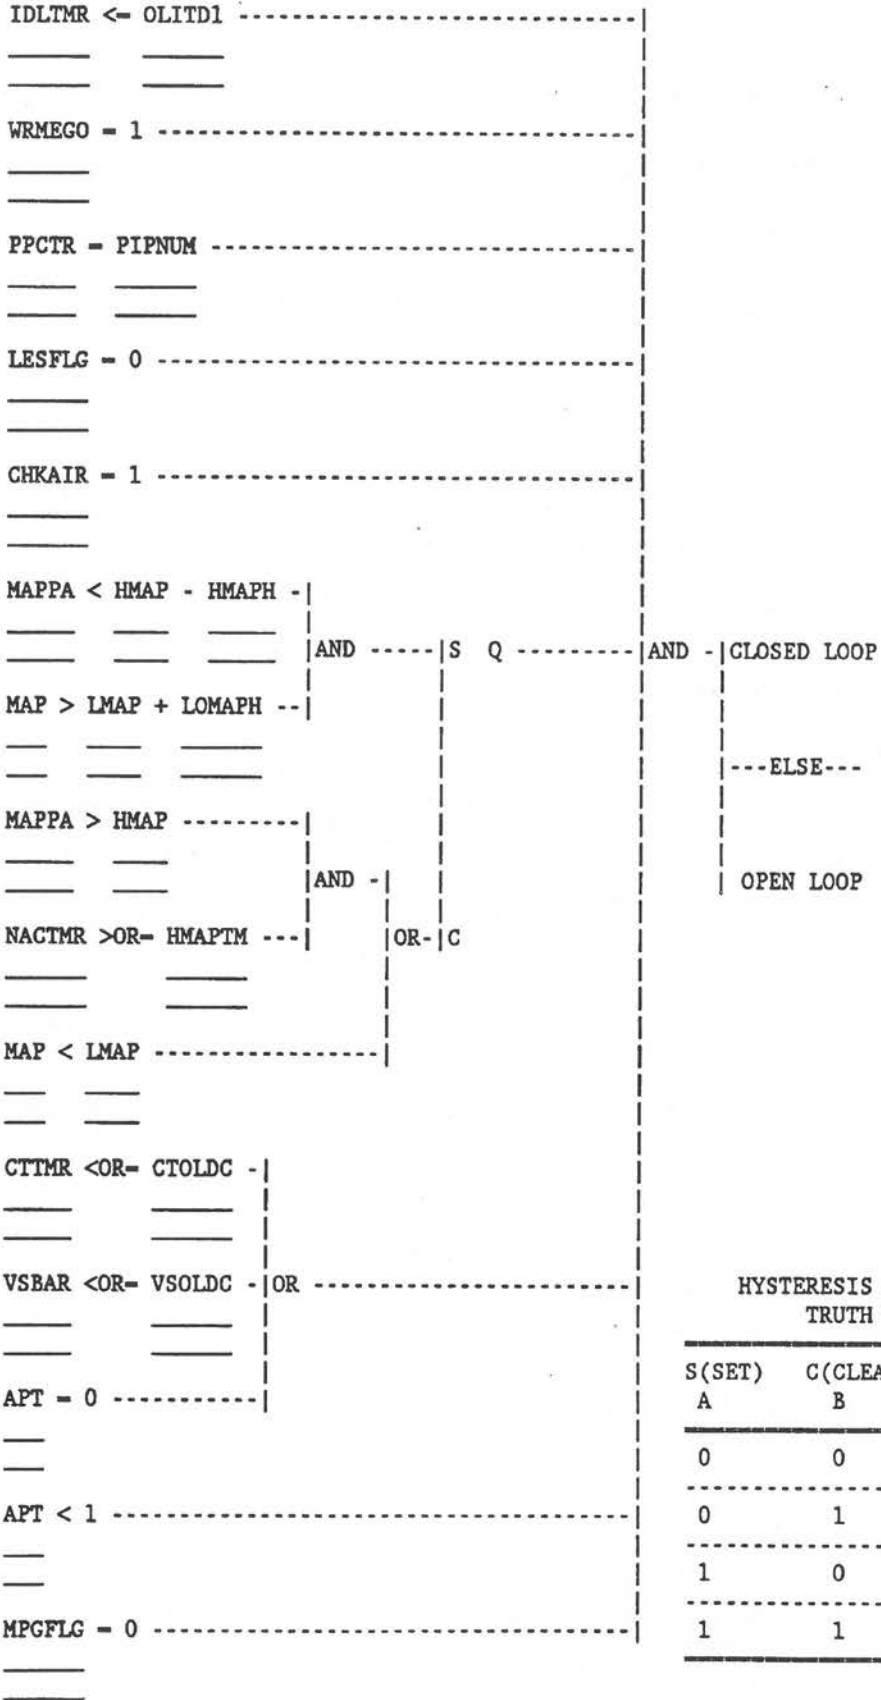 IDLTMR <= OLITD1
WRMEGO = 1
PPCTR = PIPNUM
LESFLG = 0
CHKAIR = 1
MAPPA < HMAP - HMAPH
AND S Q AND CLOSED LOOP
MAP > LMAP + LOMAPH
---ELSE---
MAPPA > HMAP
AND OPEN LOOP
NACTMR >OR= HMAPTM OR C
MAP < LMAP
CTTMR <OR= CTOLDC
VSBAR <OR= VSOLDC OR HYSTERESIS
TRUTH
S(SET) C(CLEA
APT = 0 A B
0 0
APT < 1 0 1
1 0
MPGFLG = 0 1 1